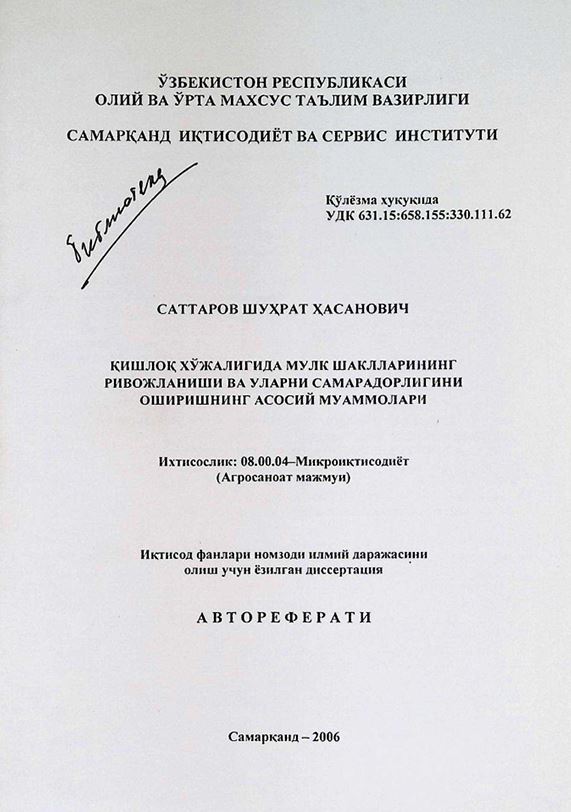 ЎЗБЕКИСТОН РЕСПУБЛИКАСИ
ОЛИЙ ВА ЎРТА МАХСУС ТАЪЛИМ ВАЗИРЛИГИ
САМАРҚАНД ИҚТИСОДИЁТ ВА СЕРВИС ИНСТИТУТИ
Библиотека
Қўлёзма ҳуқуқида
УДК 631.15:658.155:330.111.62
САТТАРОВ ШУҲРАТ ҲАСАНОВИЧ
ҚИШЛОҚ ХЎЖАЛИГИДА МУЛК ШАКЛЛАРИНИНГ
РИВОЖЛАНИШИ ВА УЛАРНИ САМАРАДОРЛИГИНИ
ОШИРИШНИНГ АСОСИЙ МУАММОЛАРИ
Ихтисослик: 08.00.04–Микроиқтисодиёт
(Агросаноат мажмуи)
Иқтисод фанлари номзоди илмий даражасини
олиш учун ёзилган диссертация
АВТОРЕФЕРАТИ
Самарқанд – 2006